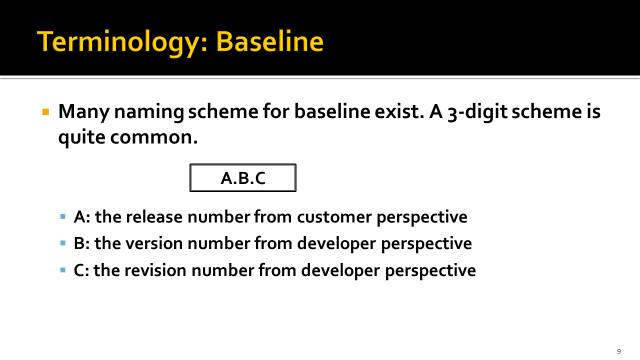 Terminology: Baseline
Many naming scheme for baseline exist. A 3-digit scheme is
quite common.
A.B.C
A: the release number from customer perspective
B: the version number from developer perspective
C: the revision number from developer perspective
9